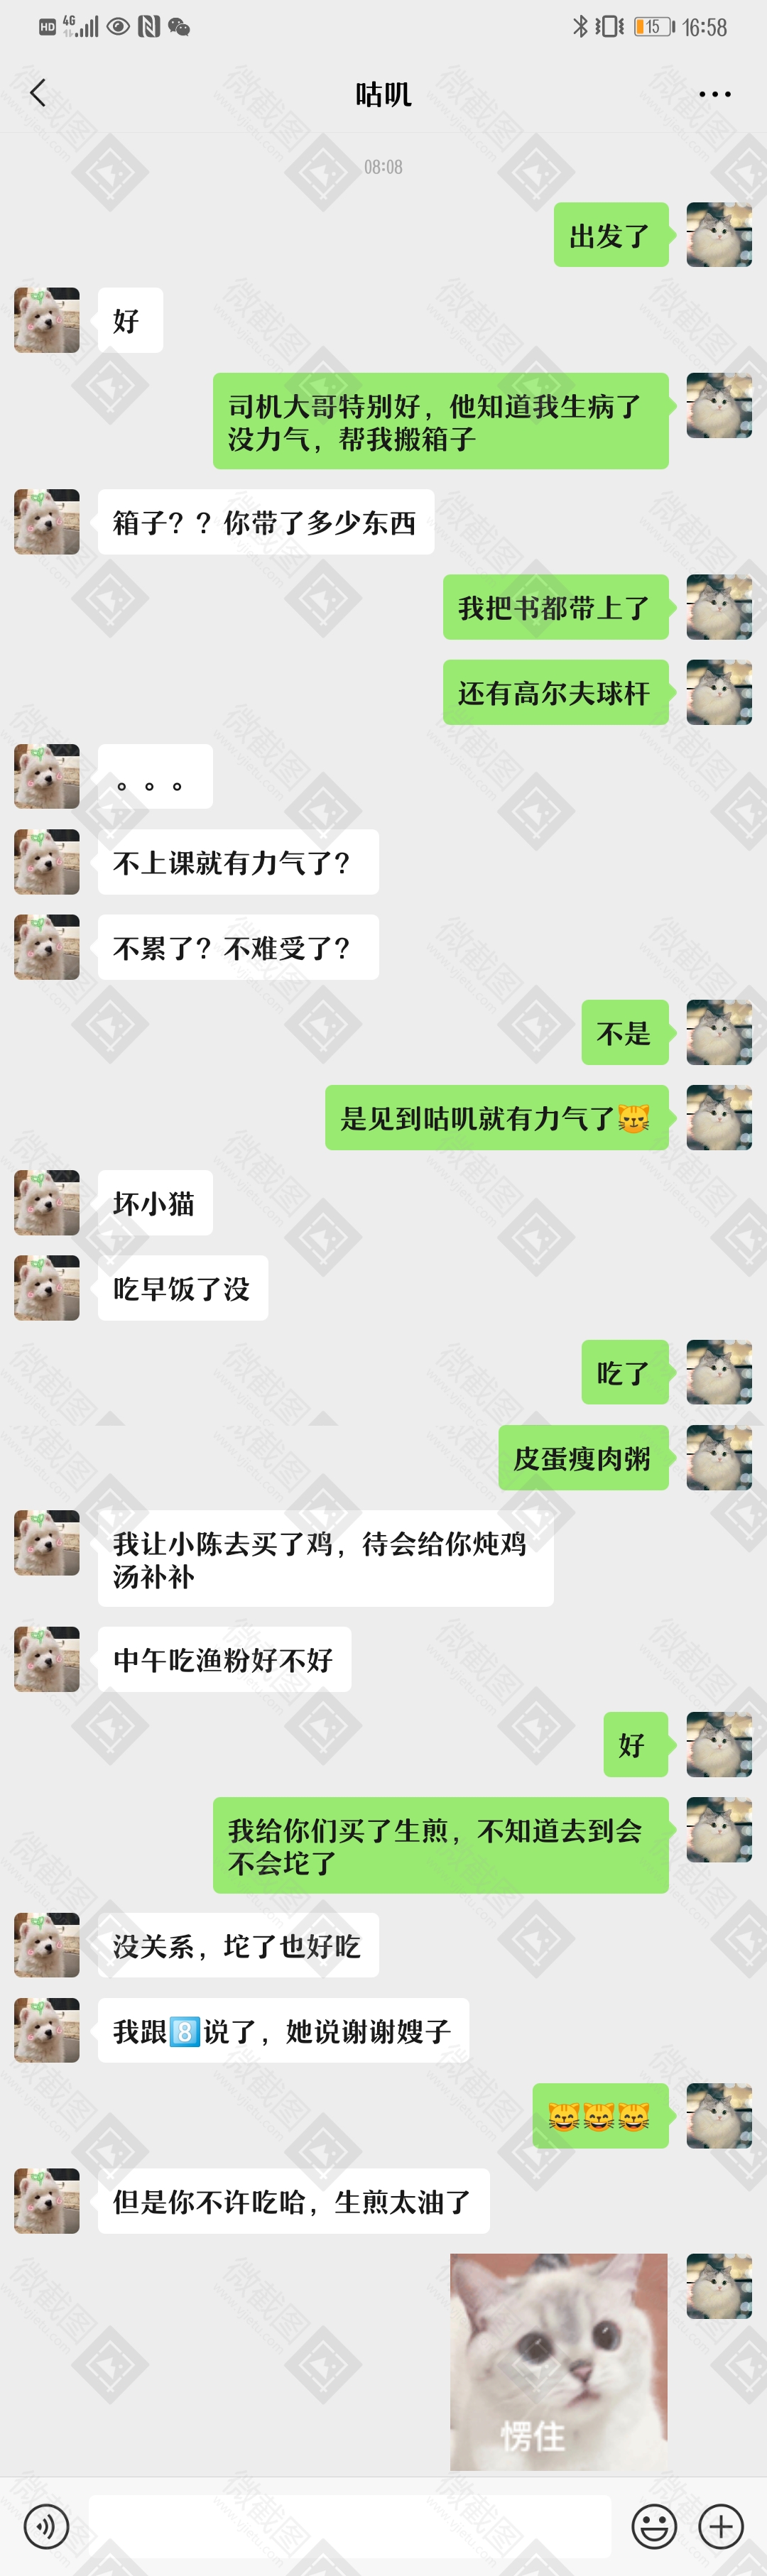 HD 4G 15 16:58
咕叽
08:08
出发了
好
司机大哥特别好，他知道我生病了
没力气，帮我搬箱子
箱子？？你带了多少东西
我把书都带上了
还有高尔夫球杆
。。。
不上课就有力气了？
不累了？不难受了？
不是
是见到咕叽就有力气了😼
坏小猫
吃早饭了没
吃了
皮蛋瘦肉粥
我让小陈去买了鸡，待会给你炖鸡
汤补补
中午吃渔粉好不好
好
我给你们买了生煎，不知道去到会
不会坨了
没关系，坨了也好吃
我跟8️⃣说了，她说谢谢嫂子
😸😸😸
但是你不许吃哈，生煎太油了
愣住
微截图
www.vjietu.com